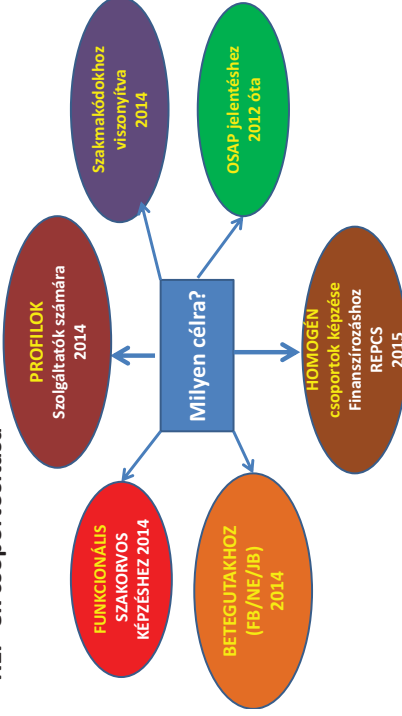 Milyen célra?
PROFILOK
Szolgáltatók számára
2014
Szakmakódokhoz
viszonyítva
2014
OSAP jelentéshez
2012 óta
HOMOGÉN
csoportok képzése
Finanszírozáshoz
REPCS
2015
BETEGUTAKHOZ
(FB/NE/JB)
2014
FUNKCIONÁLIS
SZAKORVOS
KÉPZÉSHEZ 2014